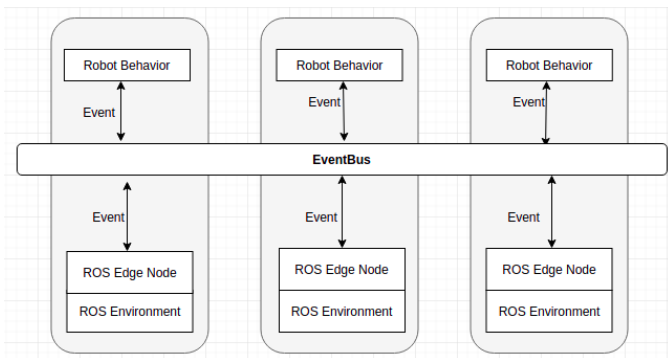 Robot Behavior Robot Behavior Robot Behavior
Event Event Event
EventBus
Event Event Event
ROS Edge Node ROS Edge Node ROS Edge Node
ROS Environment ROS Environment ROS Environment